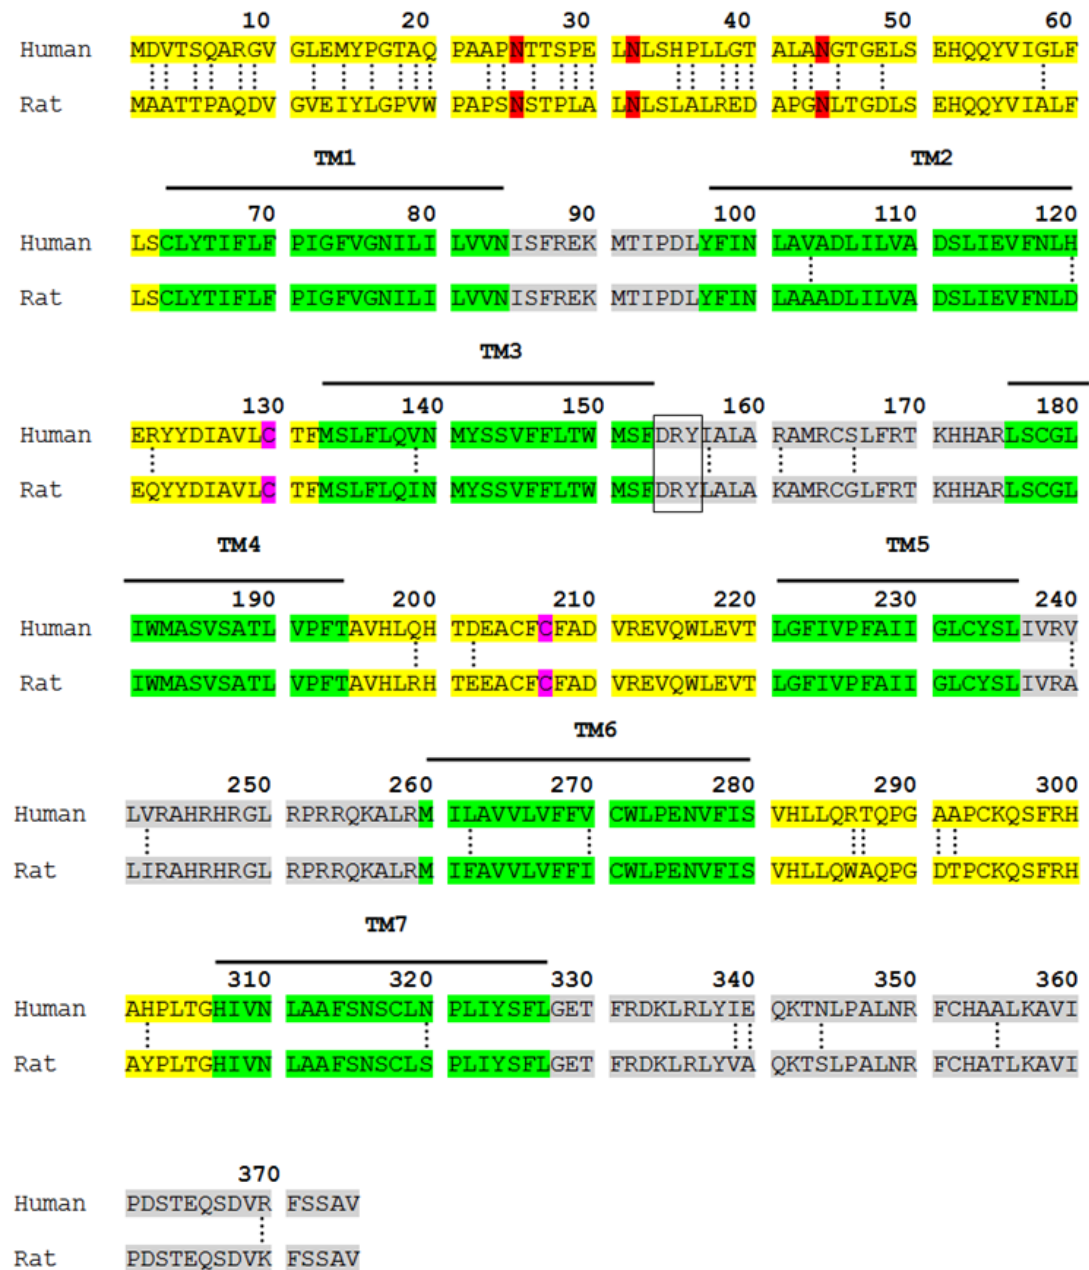 10 20 30 40 50 60
Human MDVTSQARGV GLEMYPGTAQ PAAPNTTSPE LNLSHPLLGT ALANGTGELS EHQQYVIGLF
Rat MAATTPAQDV GVEIYLGPVW PAPSNSTPLA LNLSLALRED APGNLTGDLS EHQQYVIALF
TM1 TM2
70 80 90 100 110 120
Human LSCLYTIFLF PIGFVGNILI LVVNISFREK MTIPDLYFIN LAVADLILVA DSLIEVFNLH
Rat LSCLYTIFLF PIGFVGNILI LVVNISFREK MTIPDLYFIN LAAADLILVA DSLIEVFNLD
TM3
130 140 150 160 170 180
Human ERYYDIAVLC TFMSLFLQVN MYSSVFFLTW MSFDRYIALA RAMRCSLFRT KHHARLSCGL
Rat EQYYDIAVLC TFMSLFLQIN MYSSVFFLTW MSFDRYLALA KAMRCGLFRT KHHARLSCGL
TM4 TM5
190 200 210 220 230 240
Human IWMASVSATL VPFTAVHLQH TDEACFCFAD VREVQWLEVT LGFIVPFAII GLCYSLIVRV
Rat IWMASVSATL VPFTAVHLRH TEEACFCFAD VREVQWLEVT LGFIVPFAII GLCYSLIVRA
TM6
250 260 270 280 290 300
Human LVRAHRHRGL RPRRQKALRM ILAVVLVFFV CWLPENVFIS VHLLQRTQPG AAPCKQSFRH
Rat LIRAHRHRGL RPRRQKALRM IFAVVLVFFI CWLPENVFIS VHLLQWAQPG DTPCKQSFRH
TM7
310 320 330 340 350 360
Human AHPLTGHIVN LAAFSNSCLN PLIYSFLGET FRDKLRLYIE QKTNLPALNR FCHAALKAVI
Rat AYPLTGHIVN LAAFSNSCLS PLIYSFLGET FRDKLRLYVA QKTSLPALNR FCHATLKAVI
370
Human PDSTEQSDVR FSSAV
Rat PDSTEQSDVK FSSAV